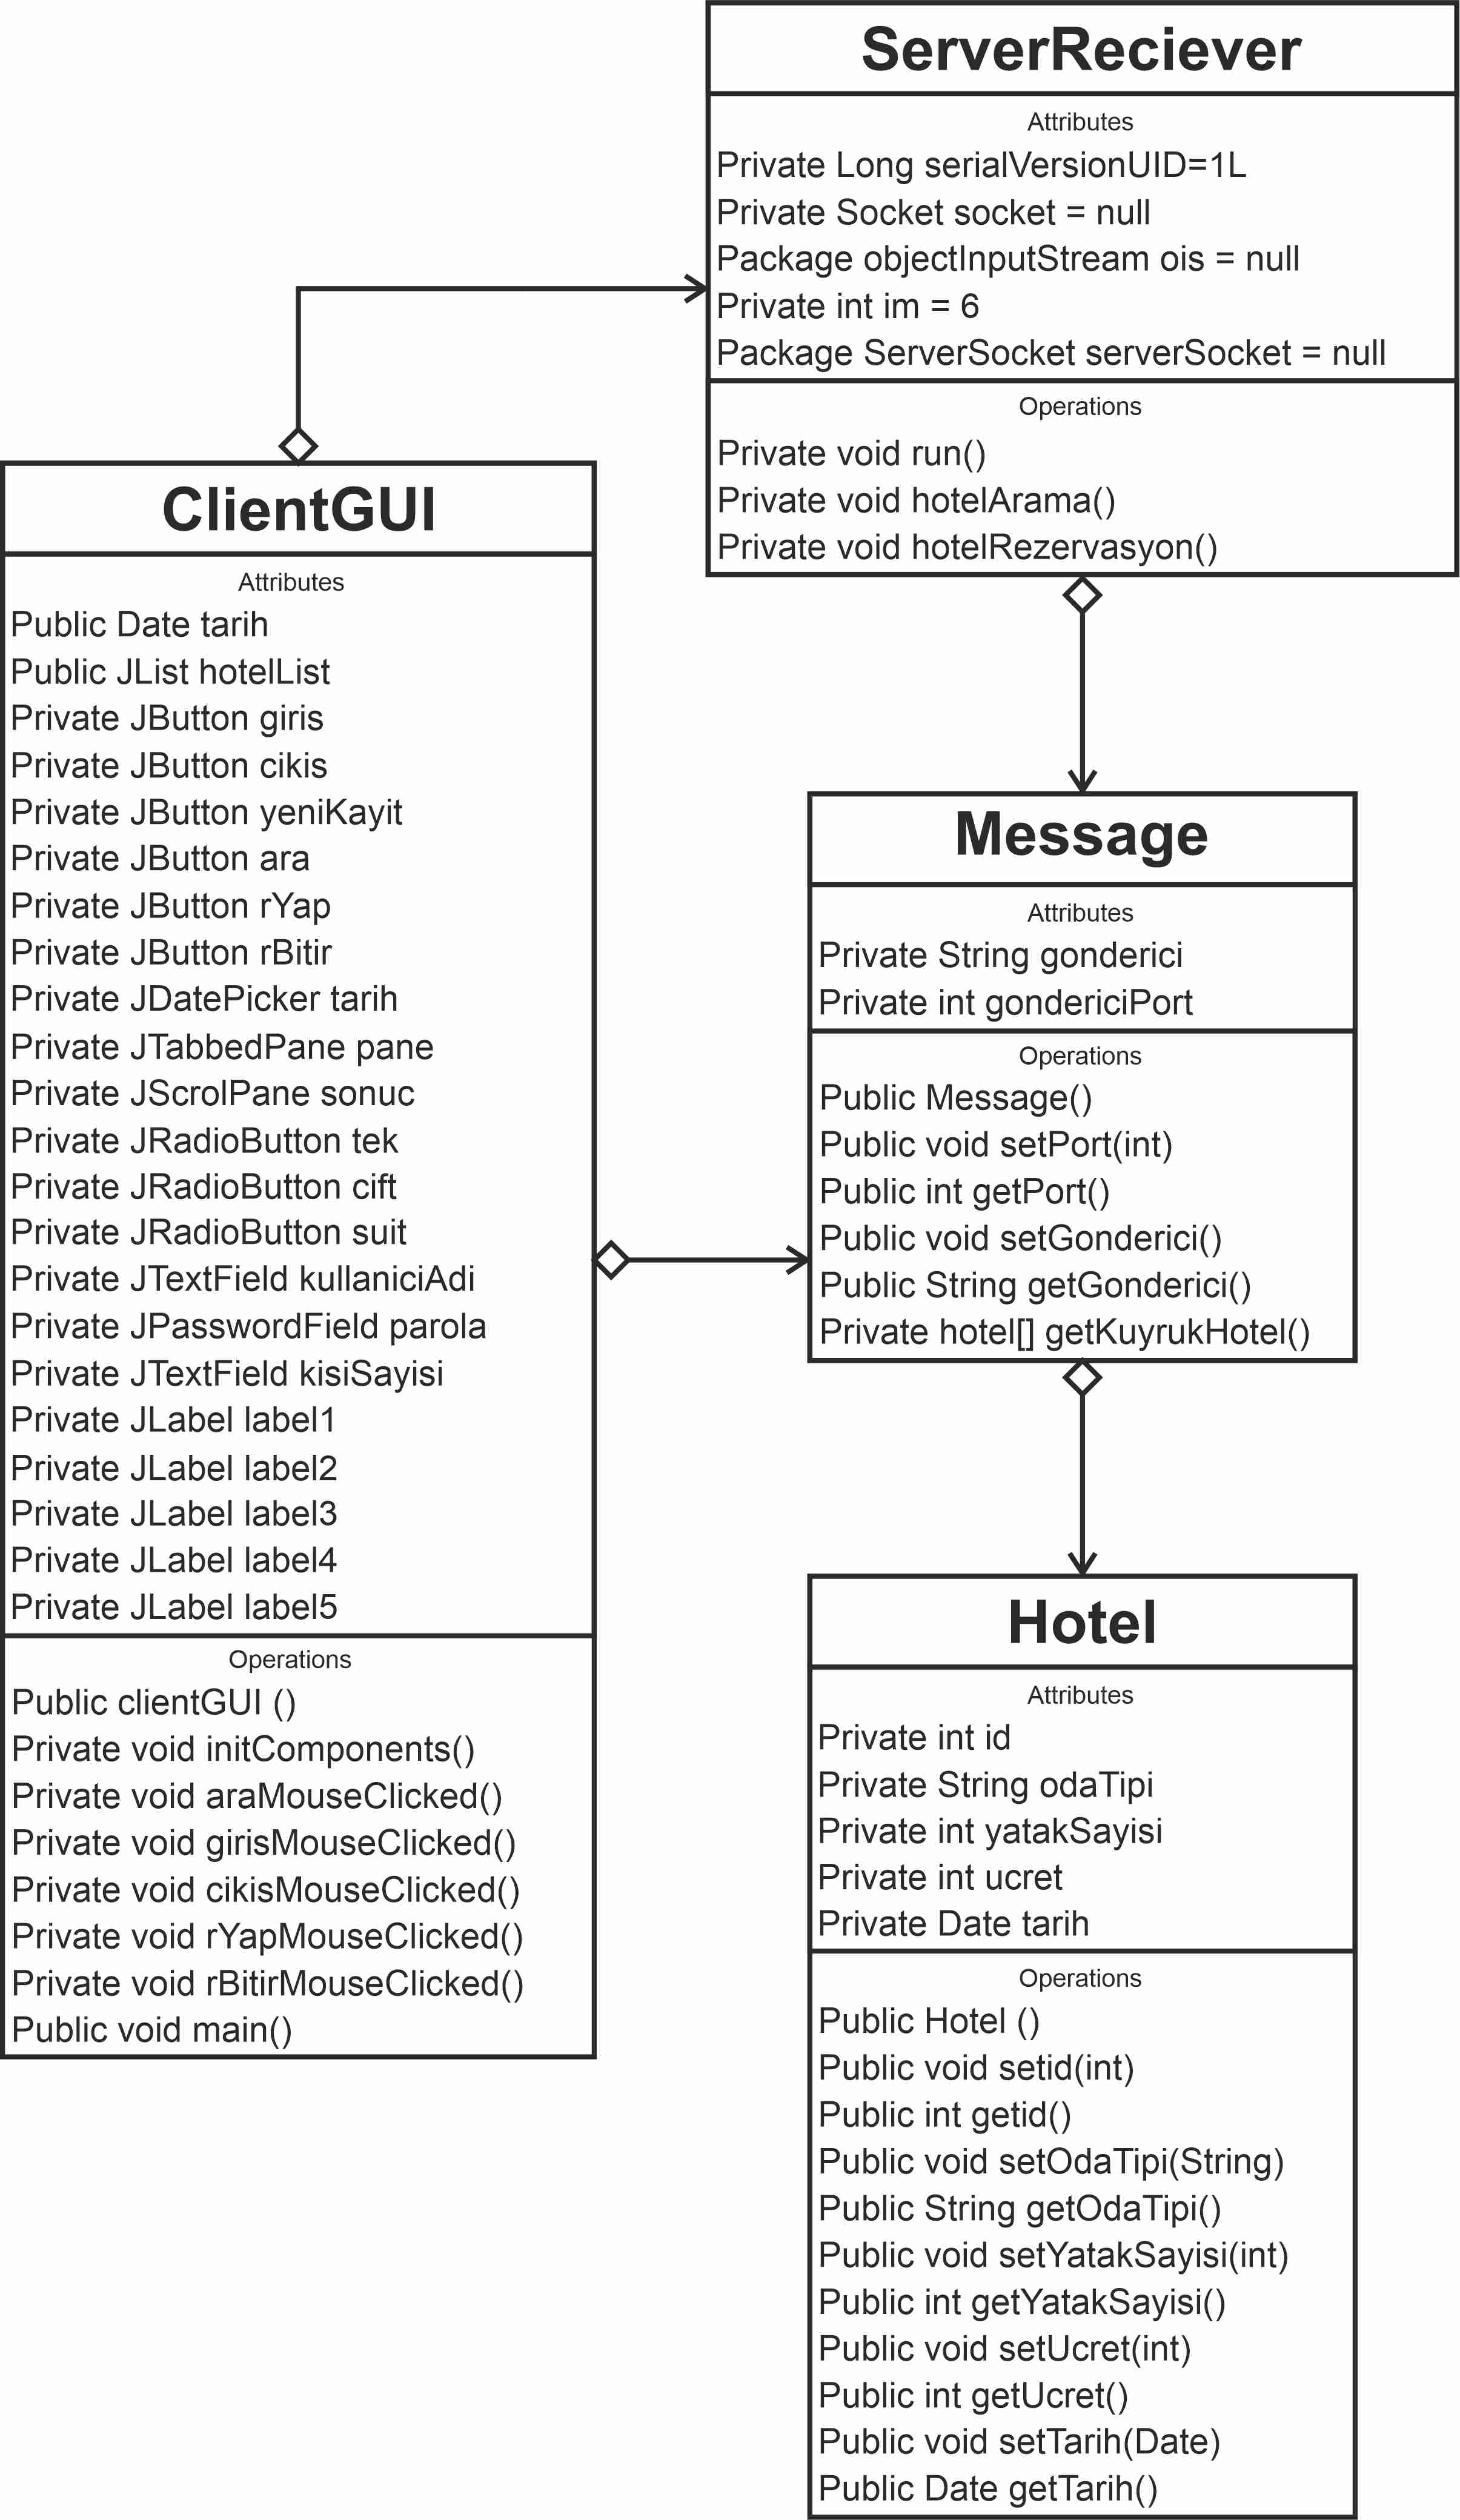 ServerReciever
Attributes
Private Long serialVersionUID=1L
Private Socket socket = null
Package objectInputStream ois = null
Private int im = 6
Package ServerSocket serverSocket = null
Operations
Private void run()
Private void hotelArama()
Private void hotelRezervasyon()
ClientGUI
Attributes
Public Date tarih
Public JList hotelList
Private JButton giris
Private JButton cikis
Private JButton yeniKayit
Private JButton ara
Private JButton rYap
Private JButton rBitir
Private JDatePicker tarih
Private JTabbedPane pane
Private JScrolPane sonuc
Private JRadioButton tek
Private JRadioButton cift
Private JRadioButton suit
Private JTextField kullaniciAdi
Private JPasswordField parola
Private JTextField kisiSayisi
Private JLabel label1
Private JLabel label2
Private JLabel label3
Private JLabel label4
Private JLabel label5
Operations
Public clientGUI ()
Private void initComponents()
Private void araMouseClicked()
Private void girisMouseClicked()
Private void cikisMouseClicked()
Private void rYapMouseClicked()
Private void rBitirMouseClicked()
Public void main()
Message
Attributes
Private String gonderici
Private int gondericiPort
Operations
Public Message()
Public void setPort(int)
Public int getPort()
Public void setGonderici()
Public String getGonderici()
Private hotel[] getKuyrukHotel()
Hotel
Attributes
Private int id
Private String odaTipi
Private int yatakSayisi
Private int ucret
Private Date tarih
Operations
Public Hotel ()
Public void setid(int)
Public int getid()
Public void setOdaTipi(String)
Public String getOdaTipi()
Public void setYatakSayisi(int)
Public int getYatakSayisi()
Public void setUcret(int)
Public int getUcret()
Public void setTarih(Date)
Public Date getTarih()